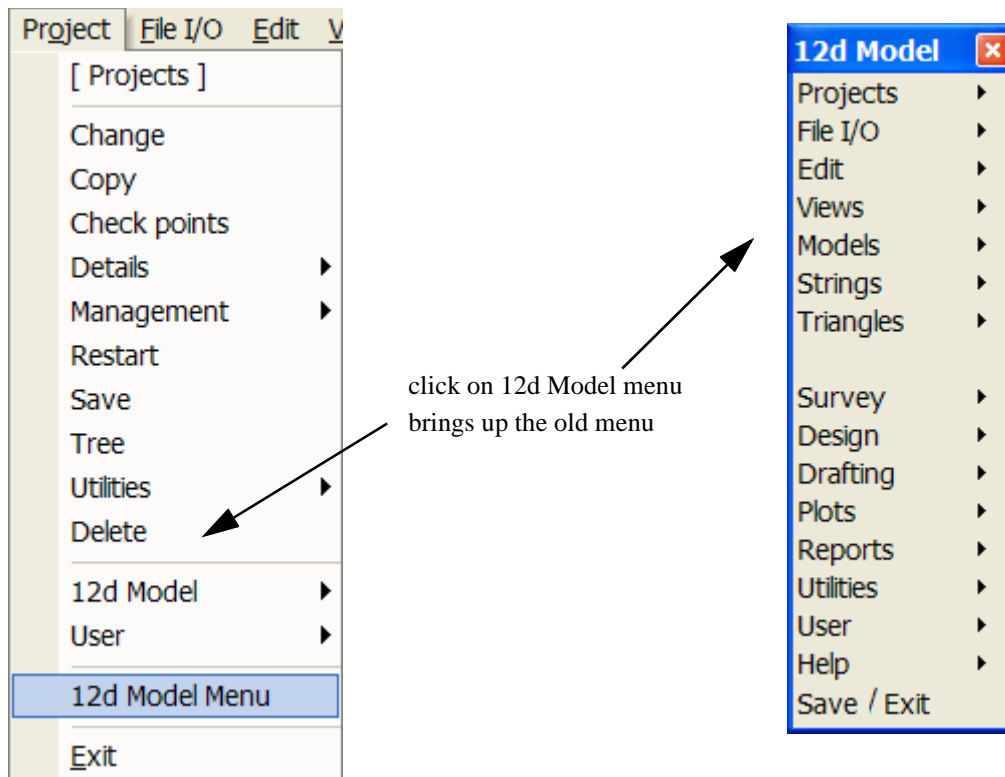 Project File I/O Edit V
[ Projects ]
Change
Copy
Check points
Details
Management
Restart
Save
Tree
Utilities
Delete
12d Model
User
12d Model Menu
Exit
click on 12d Model menu
brings up the old menu
12d Model
Projects
File I/O
Edit
Views
Models
Strings
Triangles
Survey
Design
Drafting
Plots
Reports
Utilities
User
Help
Save / Exit